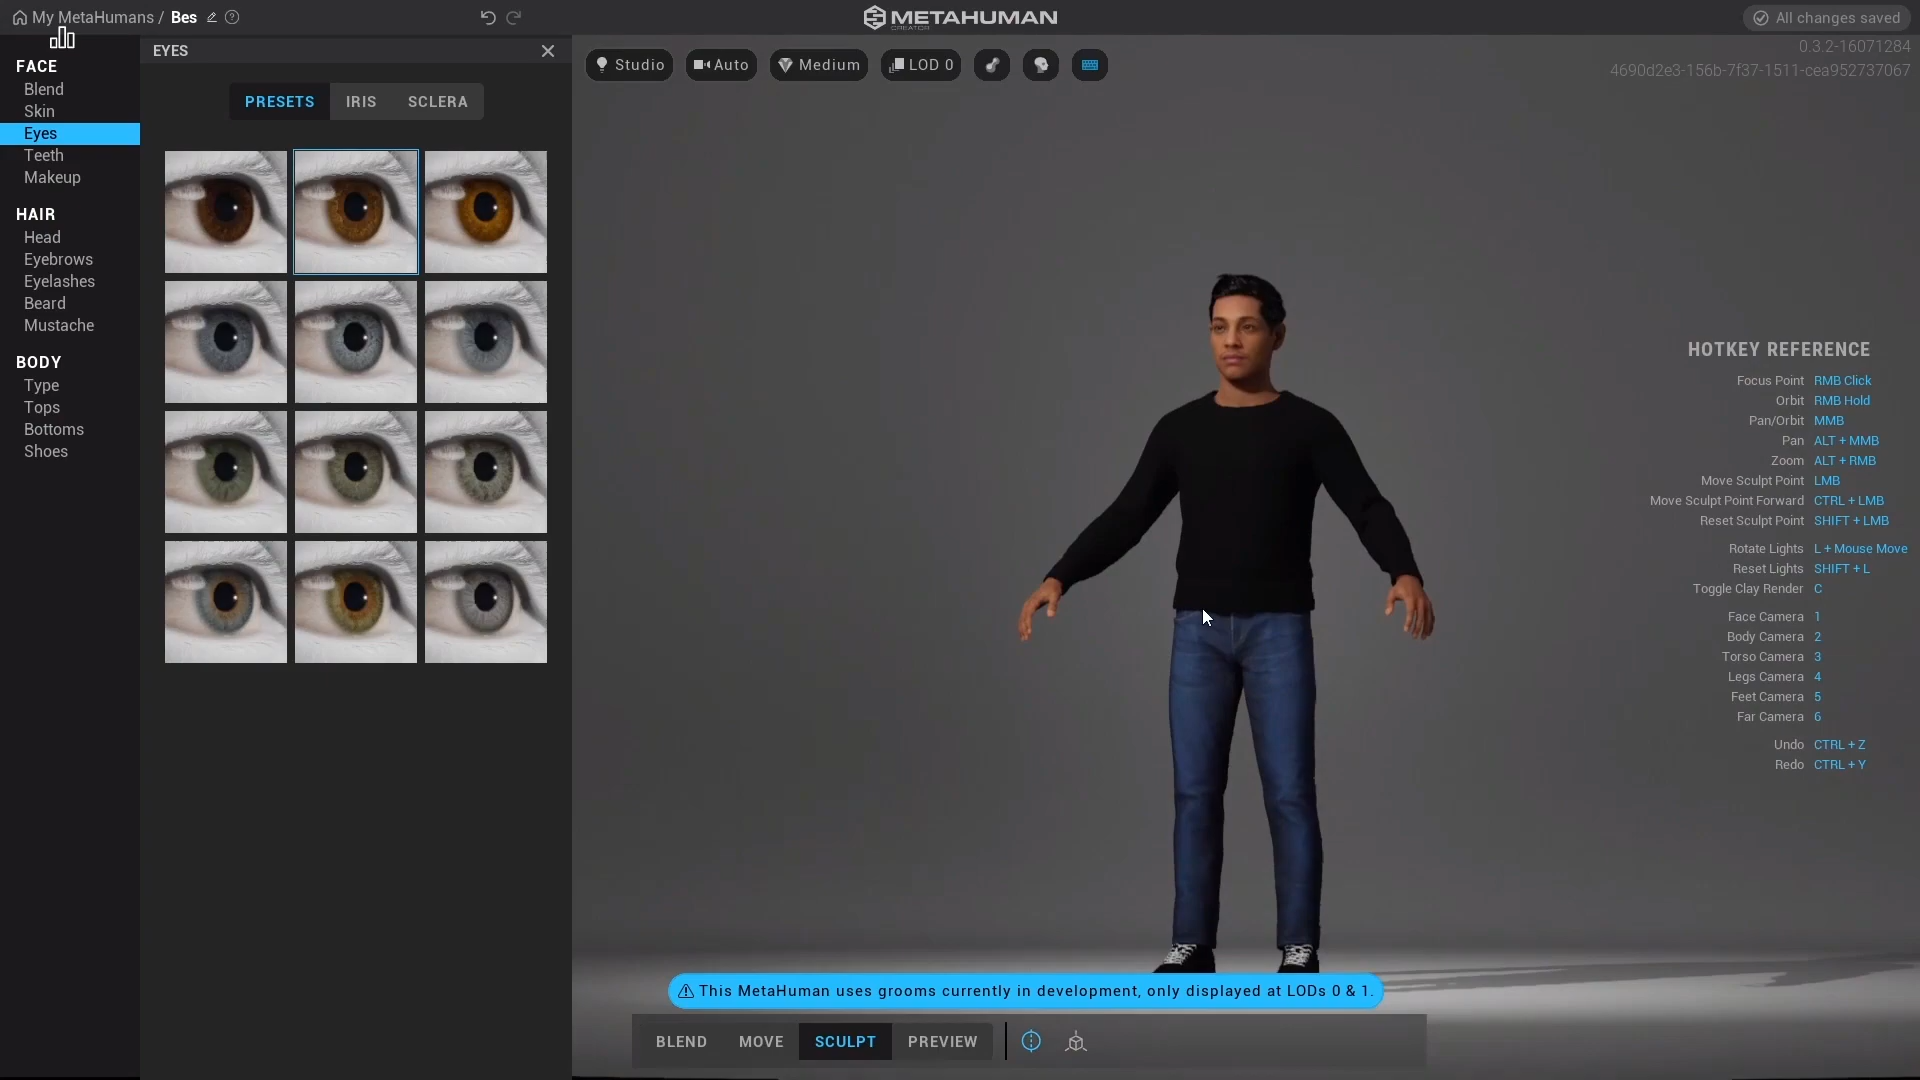 My MetaHumans / Bes
METAHUMAN
CREATOR
All changes saved
0.3.2-16071284
4690d2e3-156b-7f37-1511-cea952737067
FACE
Blend
Skin
Eyes
Teeth
Makeup
HAIR
Head
Eyebrows
Eyelashes
Beard
Mustache
BODY
Type
Tops
Bottoms
Shoes
EYES
PRESETS IRIS SCLERA
Studio Auto Medium LOD 0
HOTKEY REFERENCE
Focus Point RMB Click
Orbit RMB Hold
Pan/Orbit MMB
Pan ALT + MMB
Zoom ALT + RMB
Move Sculpt Point LMB
Move Sculpt Point Forward CTRL + LMB
Reset Sculpt Point SHIFT + LMB
Rotate Lights L + Mouse Move
Reset Lights SHIFT + L
Toggle Clay Render C
Face Camera 1
Body Camera 2
Torso Camera 3
Legs Camera 4
Feet Camera 5
Far Camera 6
Undo CTRL + Z
Redo CTRL + Y
This MetaHuman uses grooms currently in development, only displayed at LODs 0 & 1.
BLEND MOVE SCULPT PREVIEW